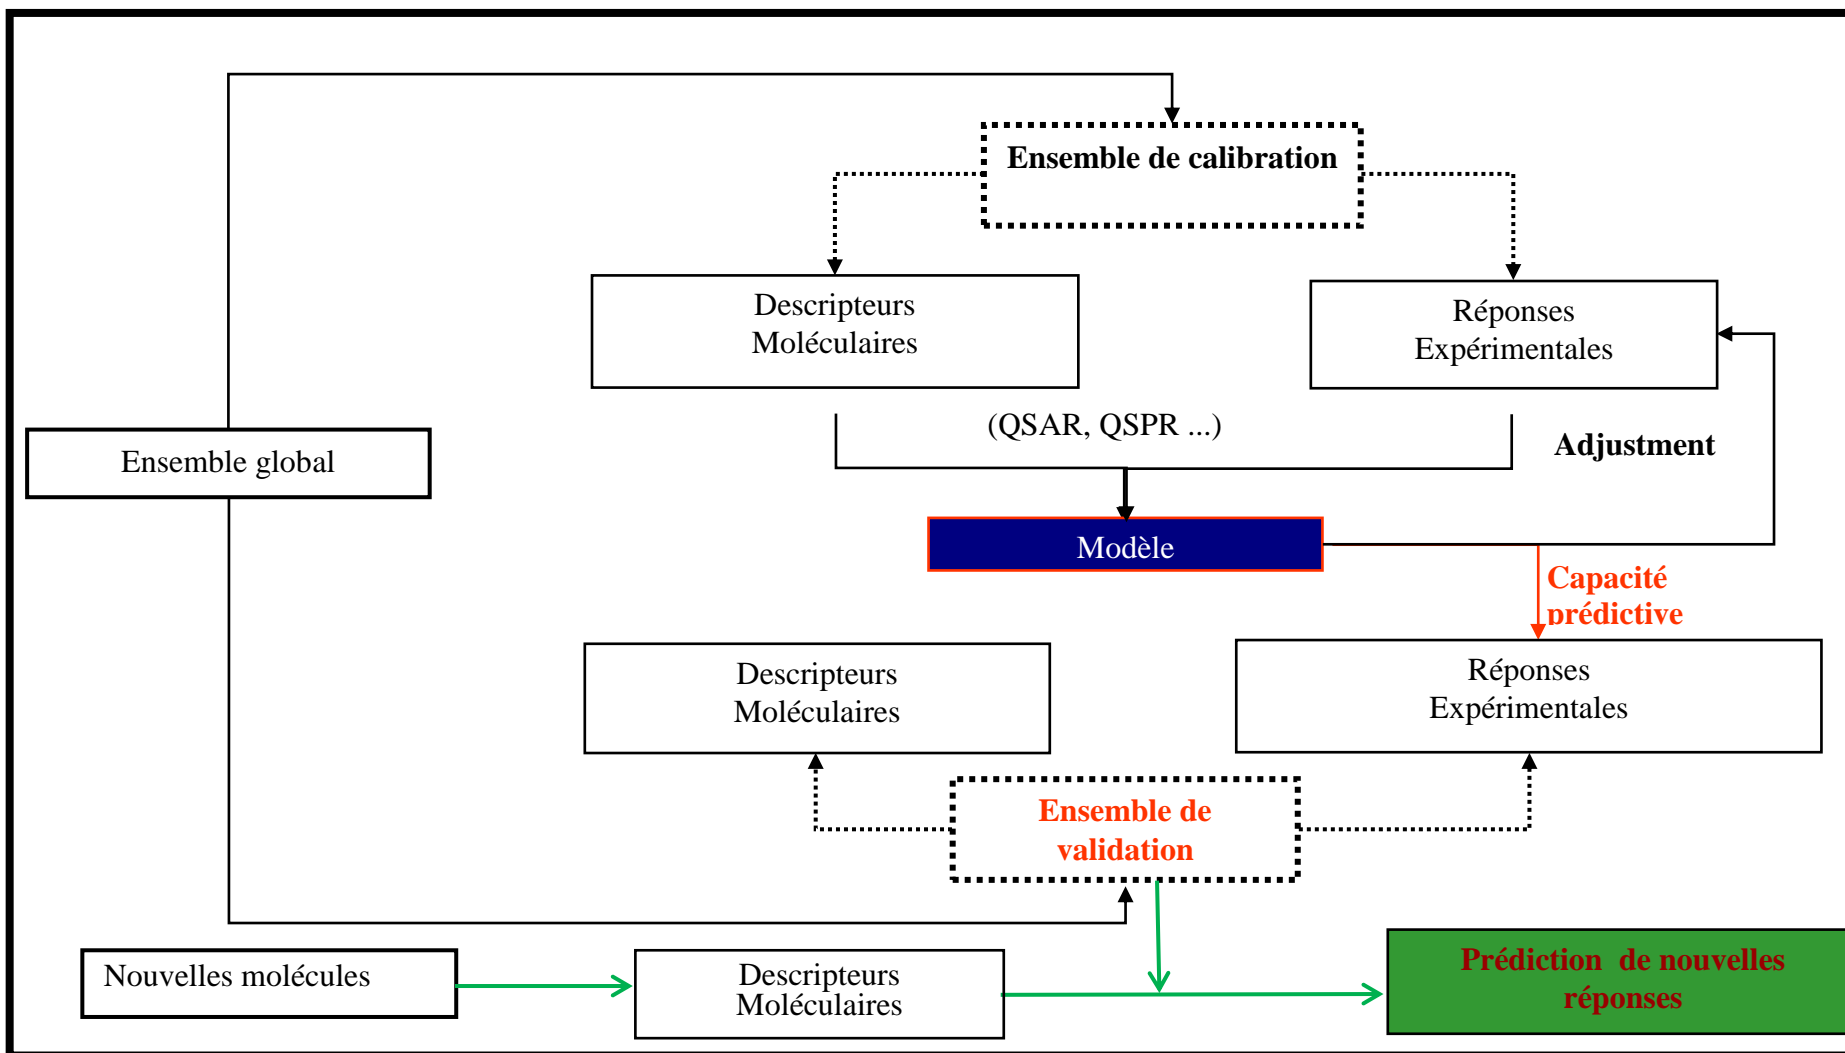 Ensemble de calibration
Descripteurs
Moléculaires
Réponses
Expérimentales
(QSAR, QSPR ...)
Adjustment
Ensemble global
Modèle
Capacité
prédictive
Descripteurs
Moléculaires
Réponses
Expérimentales
Ensemble de
validation
Nouvelles molécules
Descripteurs
Moléculaires
Prédiction de nouvelles
réponses